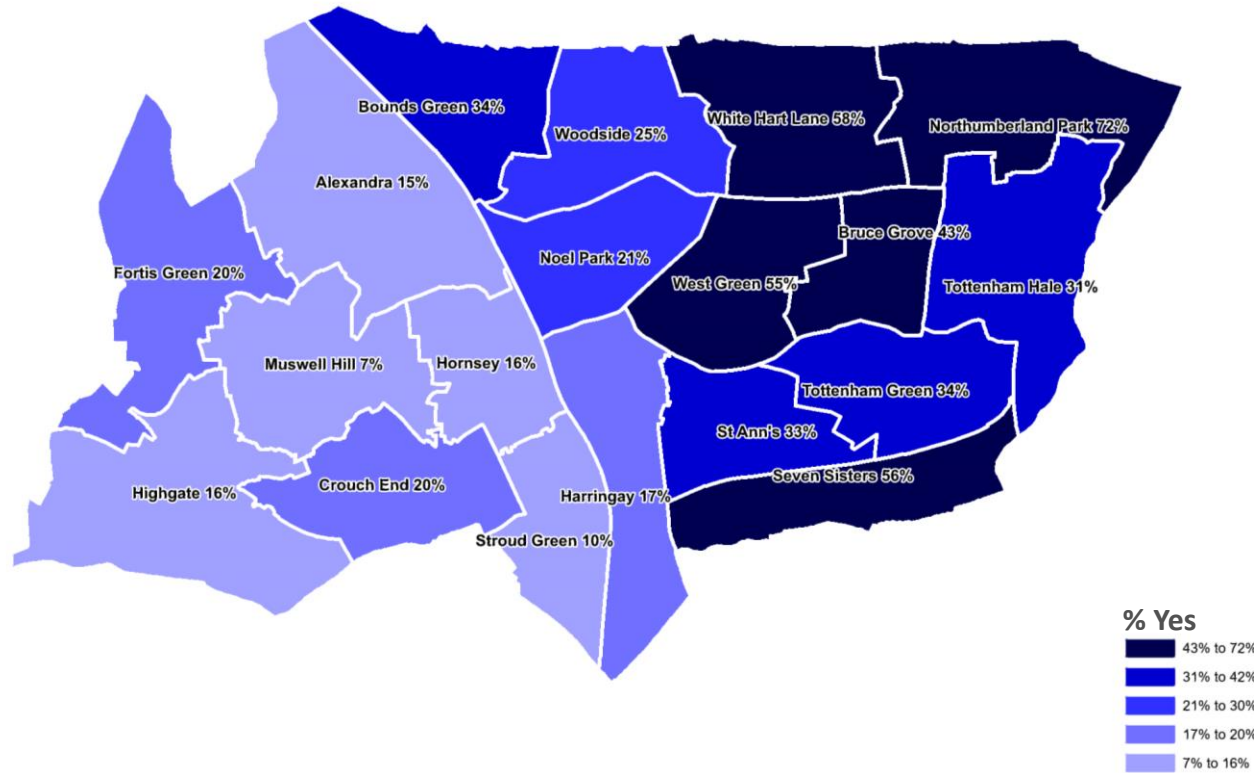 Bounds Green 34%
White Hart Lane 58%
Northumberland Park 72%
Woodside 25%
Alexandra 15%
Bruce Grove 43%
Noel Park 21%
Fortis Green 20%
West Green 55%
Tottenham Hale 31%
Muswell Hill 7%
Hornsey 16%
Tottenham Green 34%
St Ann's 33%
Seven Sisters 56%
Crouch End 20%
Highgate 16%
Harringay 17%
Stroud Green 10%
% Yes
43% to 72%
31% to 42%
21% to 30%
17% to 20%
7% to 16%